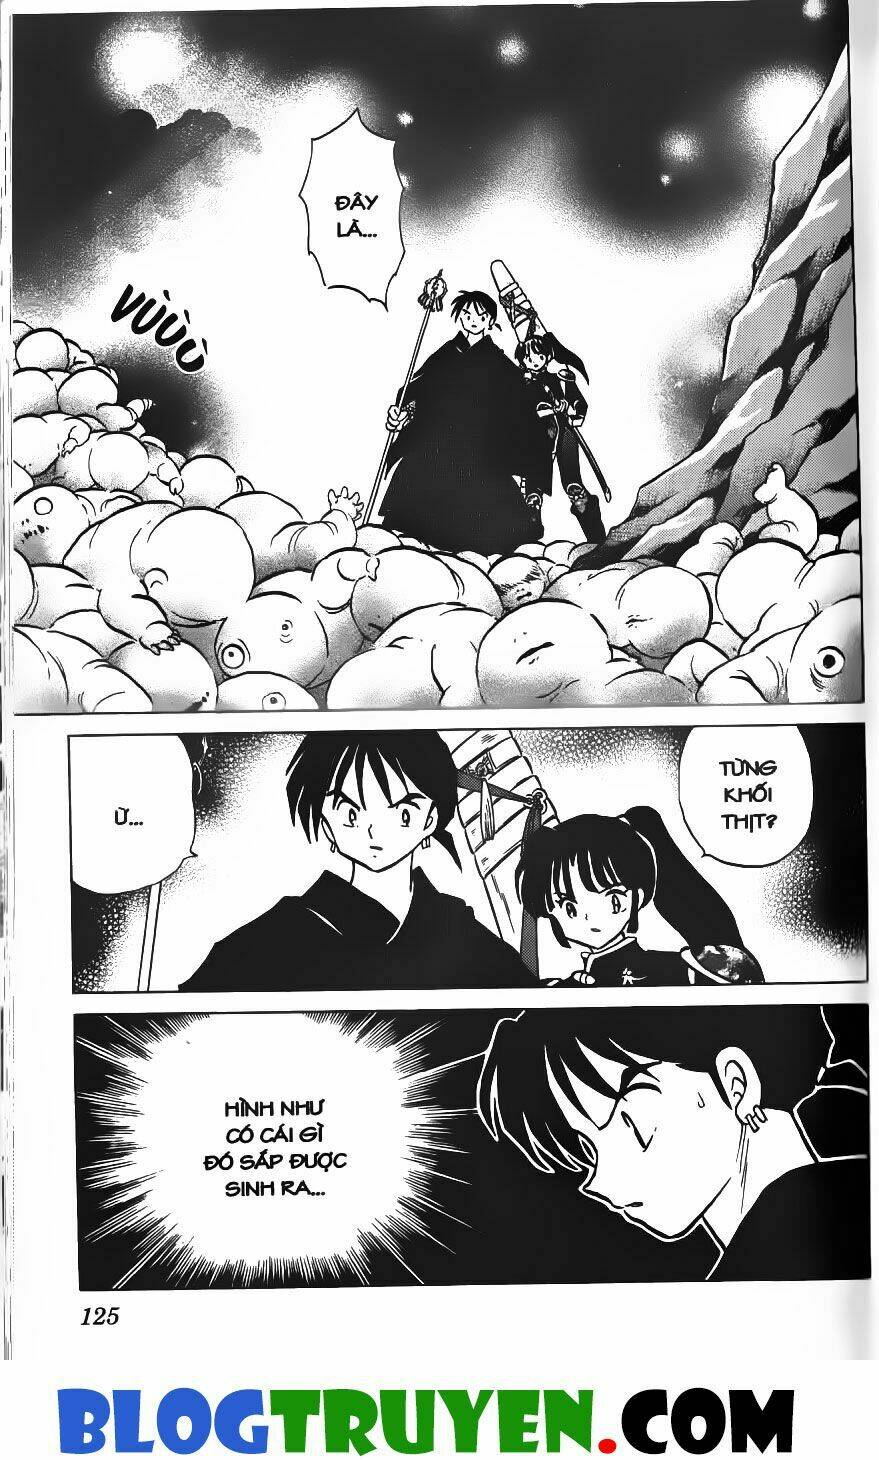 ĐÂY
LÀ...
VÙÙÙ
TỪNG
KHỐI
THỊT?
Ừ...
HÌNH NHƯ
CÓ CÁI GÌ
ĐÓ SẮP ĐƯỢC
SINH RA...
125
BLOGTRUYEN.COM